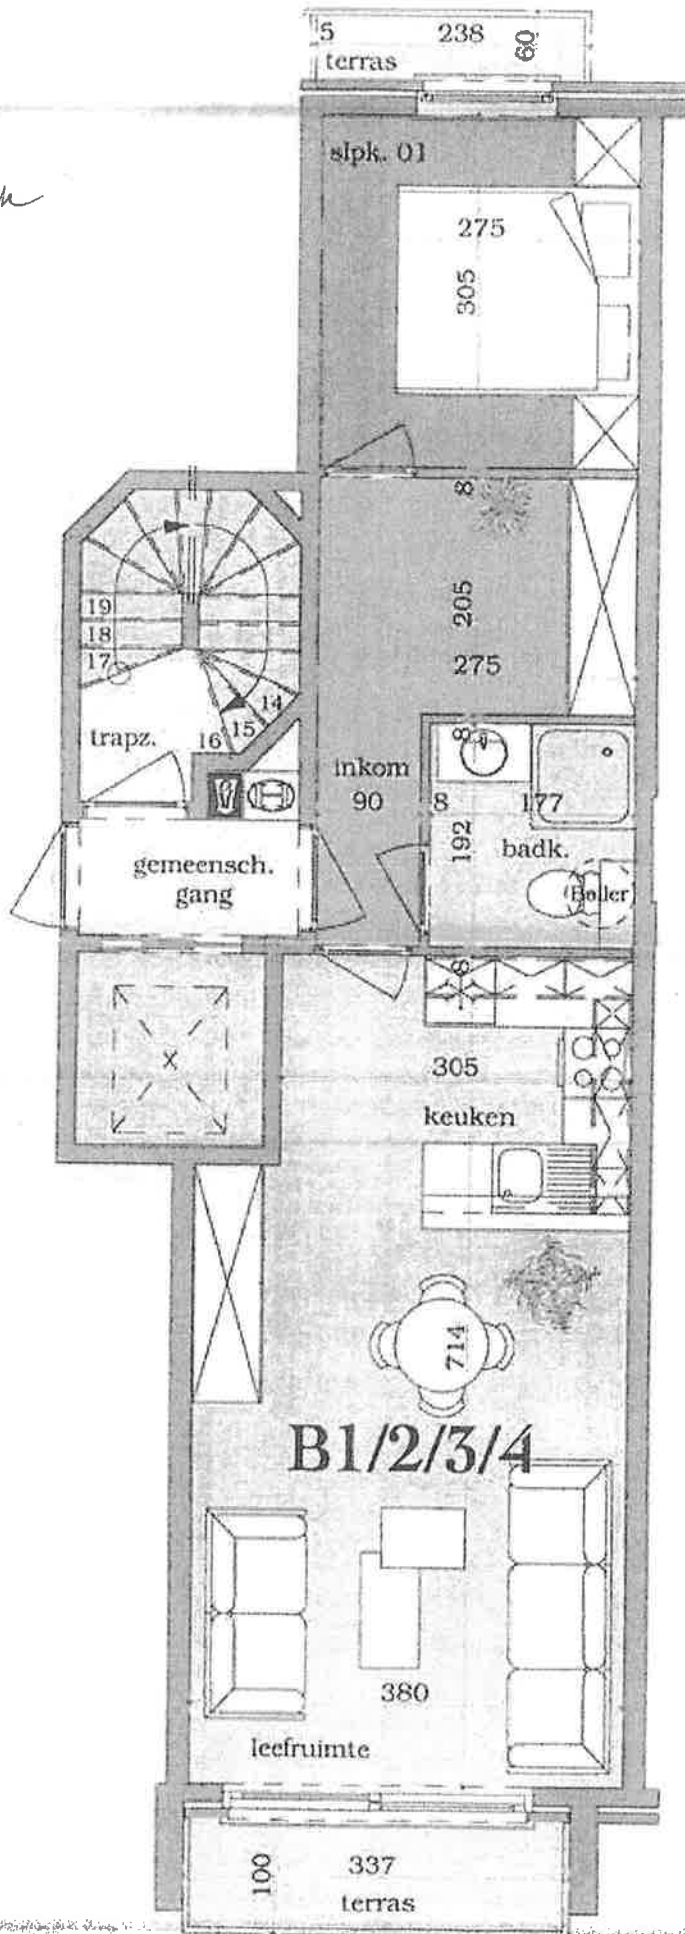 5 238 60
terras
slpk. 01
275
305
8
205
275
19
18
17
14
15
16
trapz.
8
inkom
90
8 177
192
badk.
gemeensch.
gang
(Boiler)
8
305
keuken
714
B1/2/3/4
380
leefruimte
100
337
terras